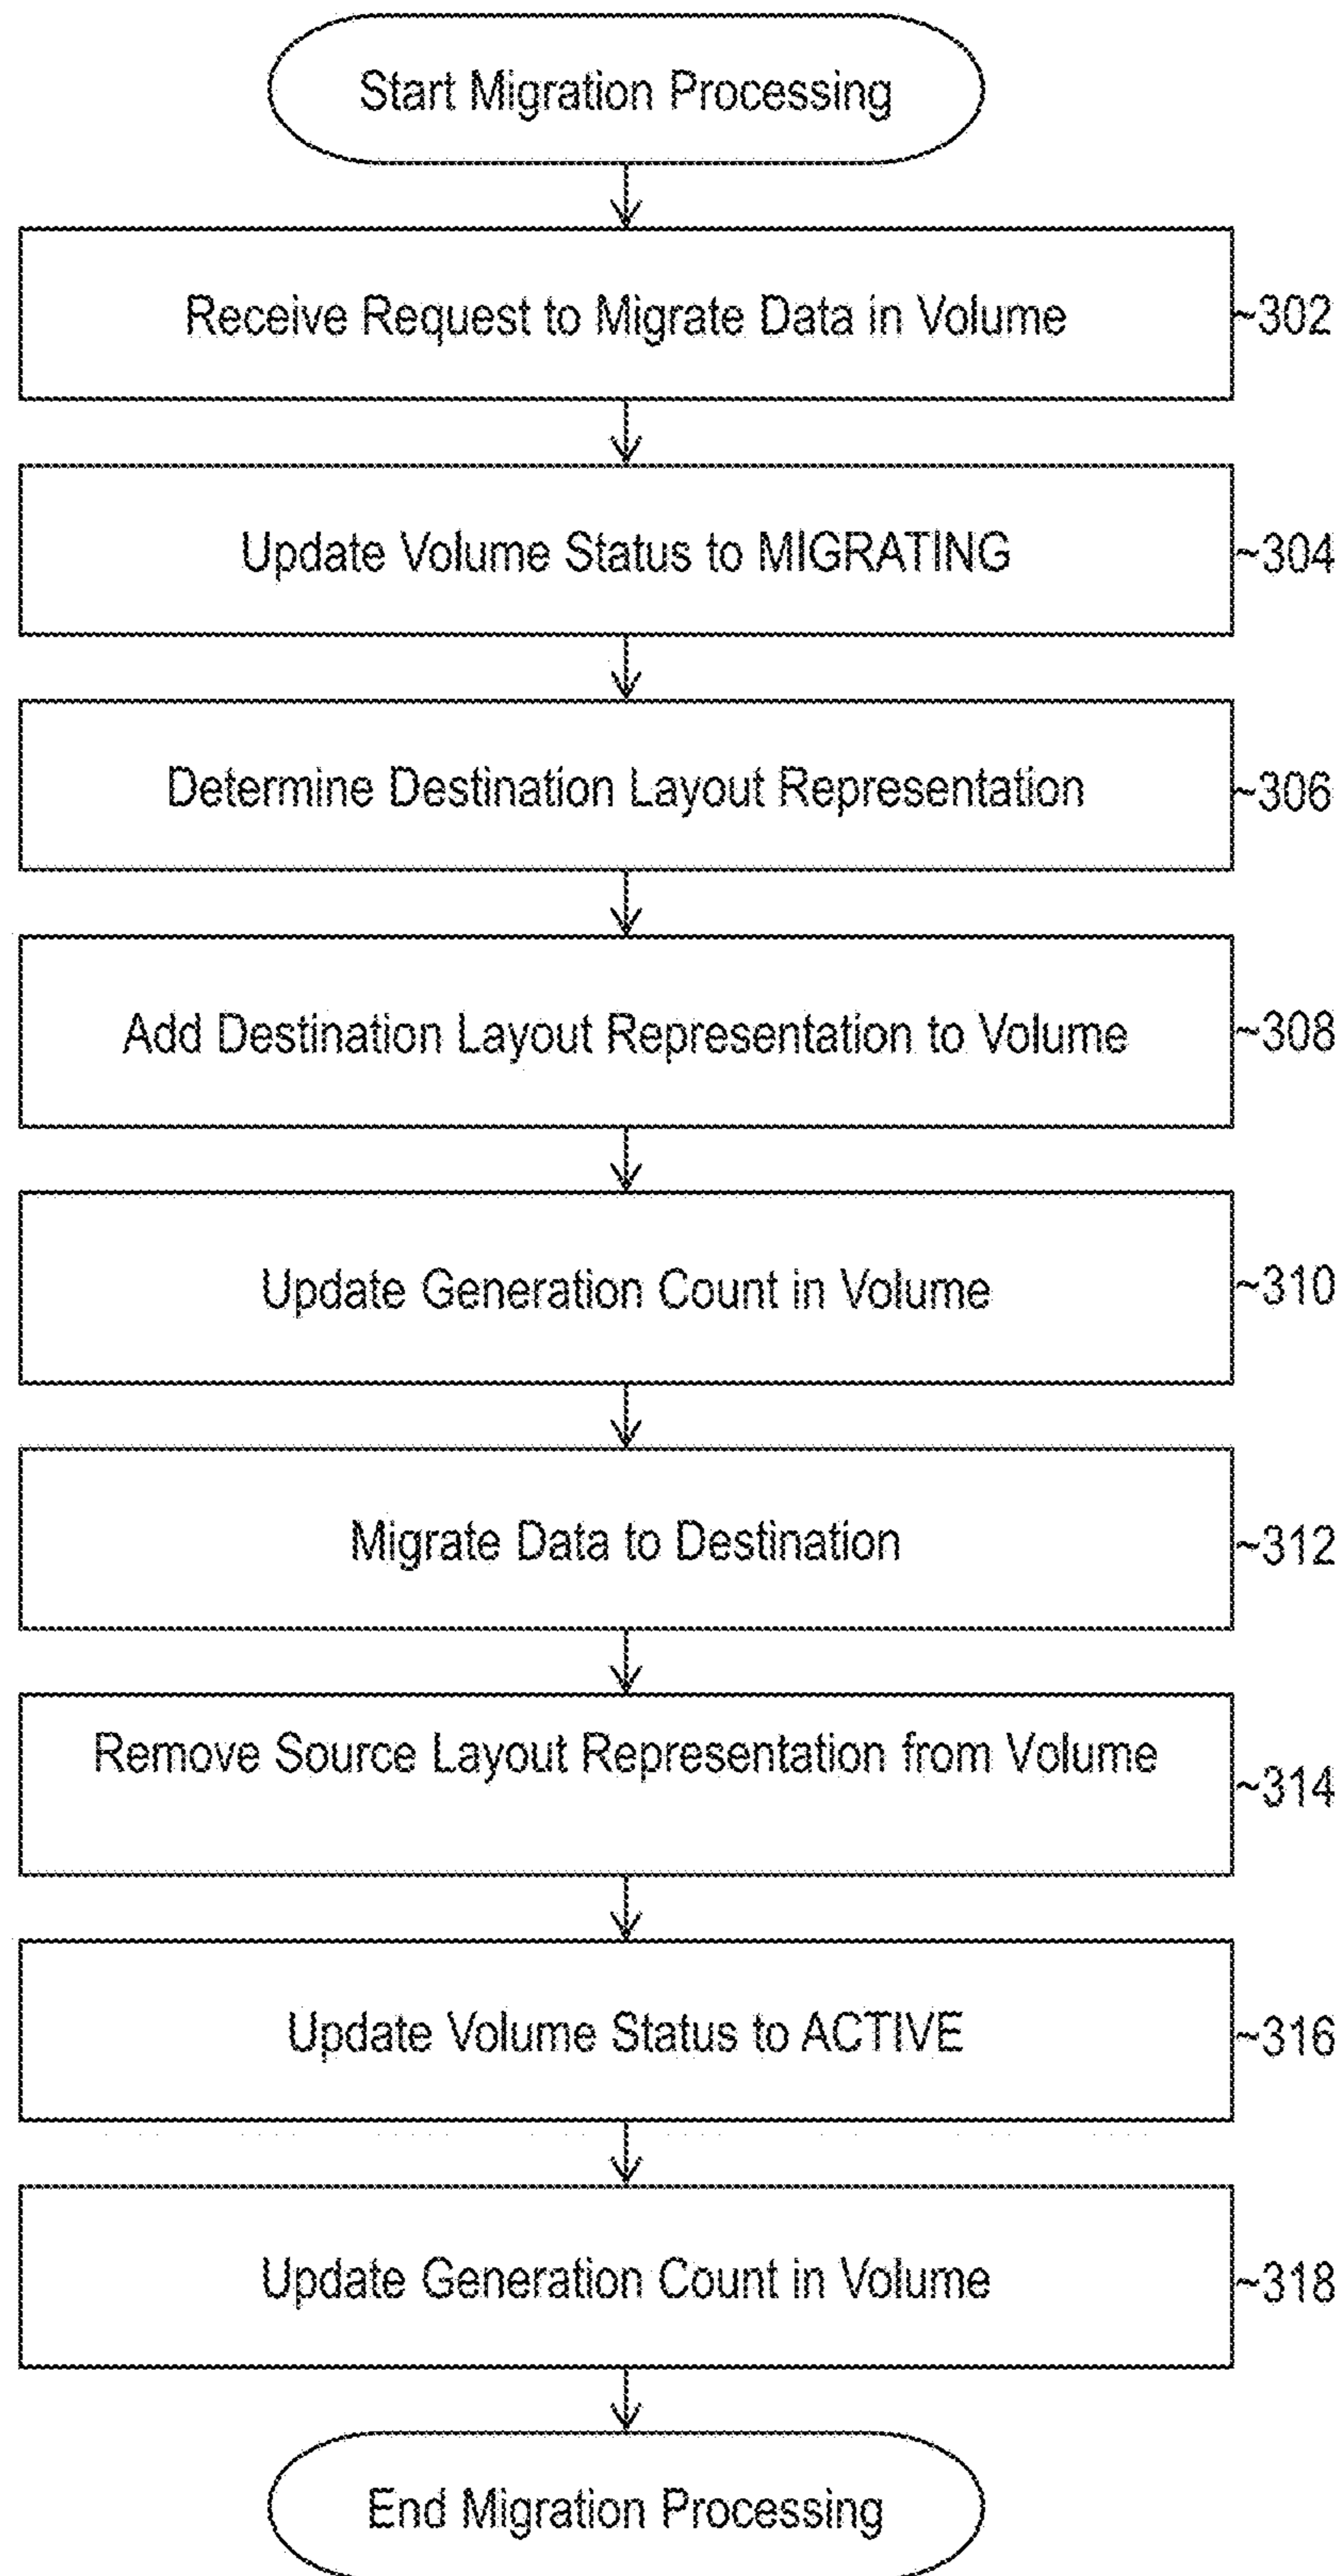 Start Migration Processing
Receive Request to Migrate Data in Volume
~302
Update Volume Status to MIGRATING
~304
Determine Destination Layout Representation
~306
Add Destination Layout Representation to Volume
~308
Update Generation Count in Volume
~310
Migrate Data to Destination
~312
Remove Source Layout Representation from Volume
~314
Update Volume Status to ACTIVE
~316
Update Generation Count in Volume
~318
End Migration Processing